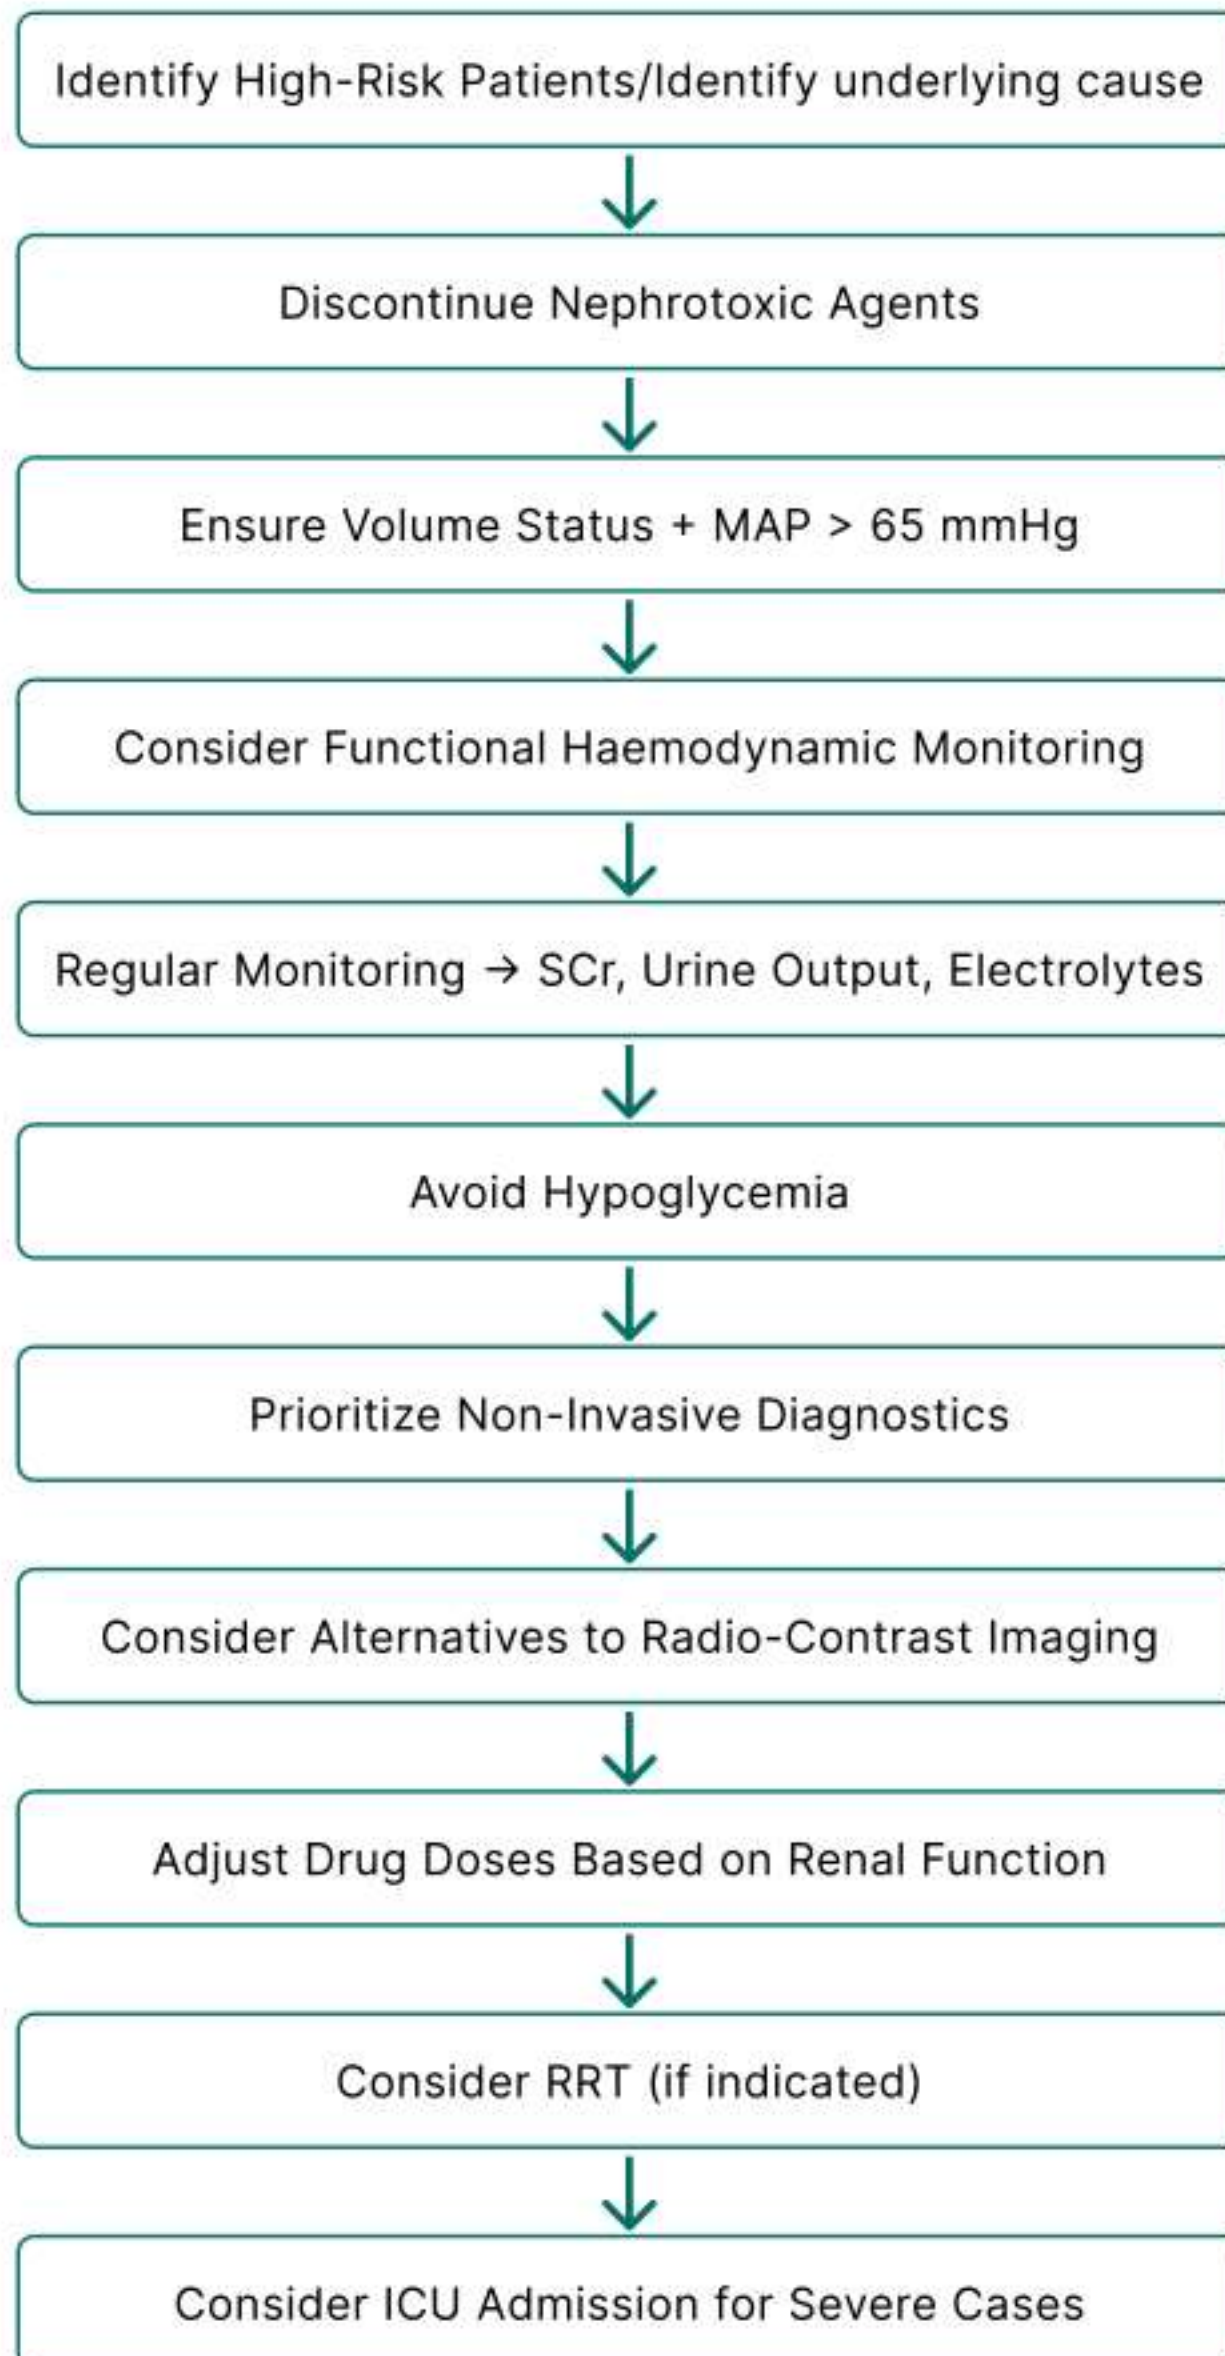 Identify High-Risk Patients/Identify underlying cause
Discontinue Nephrotoxic Agents
Ensure Volume Status + MAP > 65 mmHg
Consider Functional Haemodynamic Monitoring
Regular Monitoring → SCr, Urine Output, Electrolytes
Avoid Hypoglycemia
Prioritize Non-Invasive Diagnostics
Consider Alternatives to Radio-Contrast Imaging
Adjust Drug Doses Based on Renal Function
Consider RRT (if indicated)
Consider ICU Admission for Severe Cases